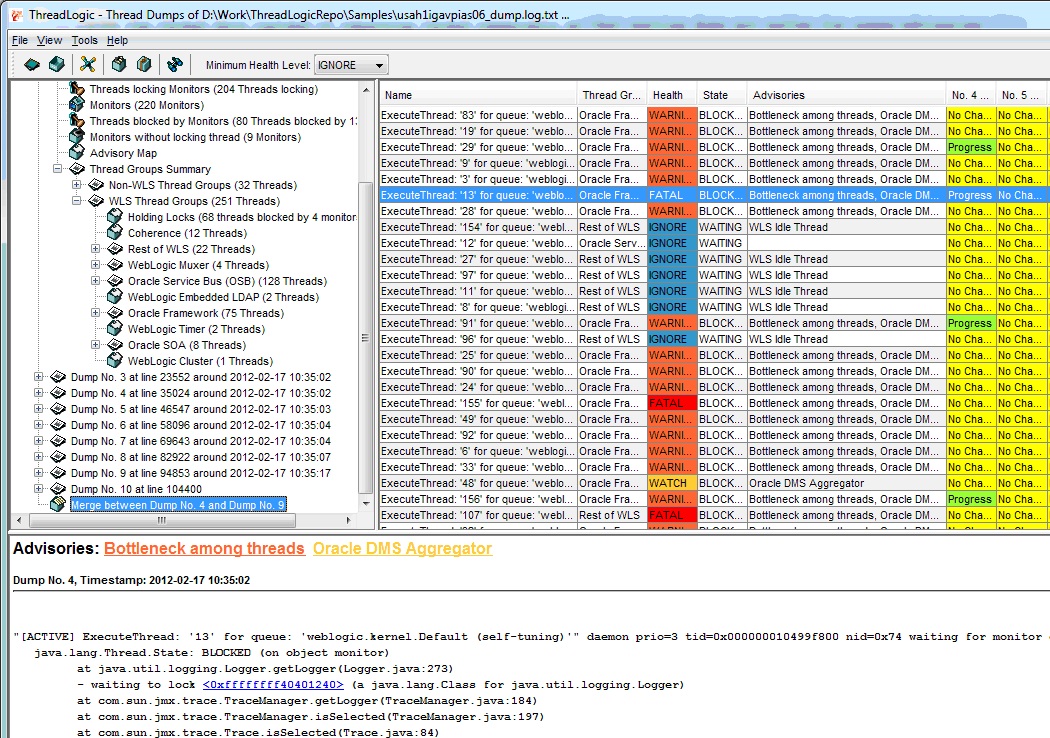 ThreadLogic - Thread Dumps of D:\Work\ThreadLogicRepo\Samples\usah1igavpias06_dump.log.txt ...
File View Tools Help
Minimum Health Level: IGNORE
Threads locking Monitors (204 Threads locking)
Monitors (220 Monitors)
Threads blocked by Monitors (80 Threads blocked by 1
Monitors without locking thread (9 Monitors)
Advisory Map
Thread Groups Summary
Non-WLS Thread Groups (32 Threads)
WLS Thread Groups (251 Threads)
Holding Locks (68 threads blocked by 4 monitor
Coherence (12 Threads)
Rest of WLS (22 Threads)
WebLogic Muxer (4 Threads)
Oracle Service Bus (OSB) (128 Threads)
WebLogic Embedded LDAP (2 Threads)
Oracle Framework (75 Threads)
WebLogic Timer (2 Threads)
Oracle SOA (8 Threads)
WebLogic Cluster (1 Threads)
Dump No. 3 at line 23552 around 2012-02-17 10:35:02
Dump No. 4 at line 35024 around 2012-02-17 10:35:02
Dump No. 5 at line 46547 around 2012-02-17 10:35:03
Dump No. 6 at line 58096 around 2012-02-17 10:35:04
Dump No. 7 at line 69643 around 2012-02-17 10:35:04
Dump No. 8 at line 82922 around 2012-02-17 10:35:07
Dump No. 9 at line 94853 around 2012-02-17 10:35:17
Dump No. 10 at line 104400
Merge between Dump No. 4 and Dump No. 9
Name Thread Gr... Health State Advisories No. 4 ... No. 5 ...
ExecuteThread: '83' for queue: 'weblo... Oracle Fra... WARNI... BLOCK... Bottleneck among threads, Oracle DM... No Cha... No Cha...
ExecuteThread: '19' for queue: 'weblo... Oracle Fra... WARNI... BLOCK... Bottleneck among threads, Oracle DM... No Cha... No Cha...
ExecuteThread: '29' for queue: 'weblo... Oracle Fra... WARNI... BLOCK... Bottleneck among threads, Oracle DM... Progress No Cha...
ExecuteThread: '9' for queue: 'weblogi... Oracle Fra... WARNI... BLOCK... Bottleneck among threads, Oracle DM... No Cha... No Cha...
ExecuteThread: '3' for queue: 'weblogi... Oracle Fra... WARNI... BLOCK... Bottleneck among threads, Oracle DM... No Cha... No Cha...
ExecuteThread: '13' for queue: 'weblo... Oracle Fra... FATAL BLOCK... Bottleneck among threads, Oracle DM... Progress No Cha...
ExecuteThread: '28' for queue: 'weblo... Oracle Fra... WARNI... BLOCK... Bottleneck among threads, Oracle DM... No Cha... No Cha...
ExecuteThread: '154' for queue: 'webl... Rest of WLS IGNORE WAITING WLS Idle Thread No Cha... No Cha...
ExecuteThread: '12' for queue: 'weblo... Oracle Serv... IGNORE WAITING No Cha... No Cha...
ExecuteThread: '27' for queue: 'weblo... Rest of WLS IGNORE WAITING WLS Idle Thread No Cha... No Cha...
ExecuteThread: '97' for queue: 'weblo... Rest of WLS IGNORE WAITING WLS Idle Thread No Cha... No Cha...
ExecuteThread: '11' for queue: 'weblo... Rest of WLS IGNORE WAITING WLS Idle Thread No Cha... No Cha...
ExecuteThread: '8' for queue: 'weblogi... Rest of WLS IGNORE WAITING WLS Idle Thread No Cha... No Cha...
ExecuteThread: '91' for queue: 'weblo... Oracle Fra... WARNI... BLOCK... Bottleneck among threads, Oracle DM... Progress No Cha...
ExecuteThread: '96' for queue: 'weblo... Rest of WLS IGNORE WAITING WLS Idle Thread No Cha... No Cha...
ExecuteThread: '25' for queue: 'weblo... Oracle Fra... WARNI... BLOCK... Bottleneck among threads, Oracle DM... No Cha... No Cha...
ExecuteThread: '90' for queue: 'weblo... Oracle Fra... WARNI... BLOCK... Bottleneck among threads, Oracle DM... No Cha... No Cha...
ExecuteThread: '24' for queue: 'weblo... Oracle Fra... WARNI... BLOCK... Bottleneck among threads, Oracle DM... No Cha... No Cha...
ExecuteThread: '155' for queue: 'webl... Oracle Fra... FATAL BLOCK... Bottleneck among threads, Oracle DM... No Cha... No Cha...
ExecuteThread: '49' for queue: 'weblo... Oracle Fra... WARNI... BLOCK... Bottleneck among threads, Oracle DM... No Cha... No Cha...
ExecuteThread: '92' for queue: 'weblo... Oracle Fra... WARNI... BLOCK... Bottleneck among threads, Oracle DM... No Cha... No Cha...
ExecuteThread: '6' for queue: 'weblogi... Oracle Fra... WARNI... BLOCK... Bottleneck among threads, Oracle DM... No Cha... No Cha...
ExecuteThread: '33' for queue: 'weblo... Oracle Fra... WARNI... BLOCK... Bottleneck among threads, Oracle DM... No Cha... No Cha...
ExecuteThread: '48' for queue: 'weblo... Oracle Fra... WATCH BLOCK... Oracle DMS Aggregator No Cha... No Cha...
ExecuteThread: '156' for queue: 'webl... Oracle Fra... WARNI... BLOCK... Bottleneck among threads, Oracle DM... Progress No Cha...
ExecuteThread: '107' for queue: 'webl... Oracle Fra... FATAL BLOCK... Bottleneck among threads, Oracle DM... No Cha... No Cha...
Advisories: Bottleneck among threads Oracle DMS Aggregator
Dump No. 4, Timestamp: 2012-02-17 10:35:02
"[ACTIVE] ExecuteThread: '13' for queue: 'weblogic.kernel.Default (self-tuning)'" daemon prio=3 tid=0x000000010499f800 nid=0x74 waiting for monitor
java.lang.Thread.State: BLOCKED (on object monitor)
at java.util.logging.Logger.getLogger(Logger.java:273)
- waiting to lock <0xffffffff40401240> (a java.lang.Class for java.util.logging.Logger)
at com.sun.jmx.trace.TraceManager.getLogger(TraceManager.java:184)
at com.sun.jmx.trace.TraceManager.isSelected(TraceManager.java:197)
at com.sun.jmx.trace.Trace.isSelected(Trace.java:84)